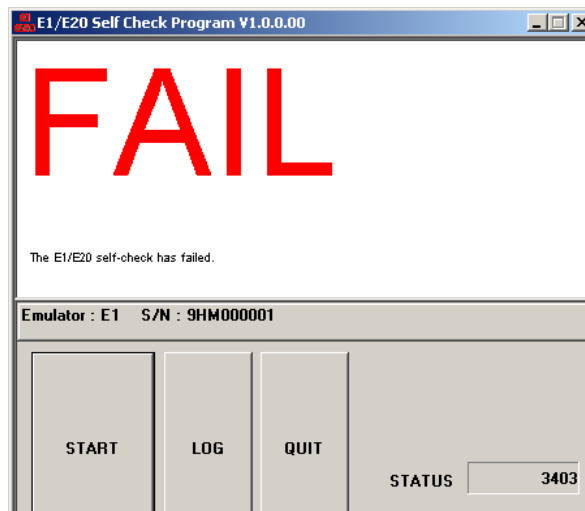 E1/E20 Self Check Program V1.0.0.00
FAIL
The E1/E20 self-check has failed.
Emulator : E1 S/N : 9HM000001
START LOG QUIT
STATUS 3403